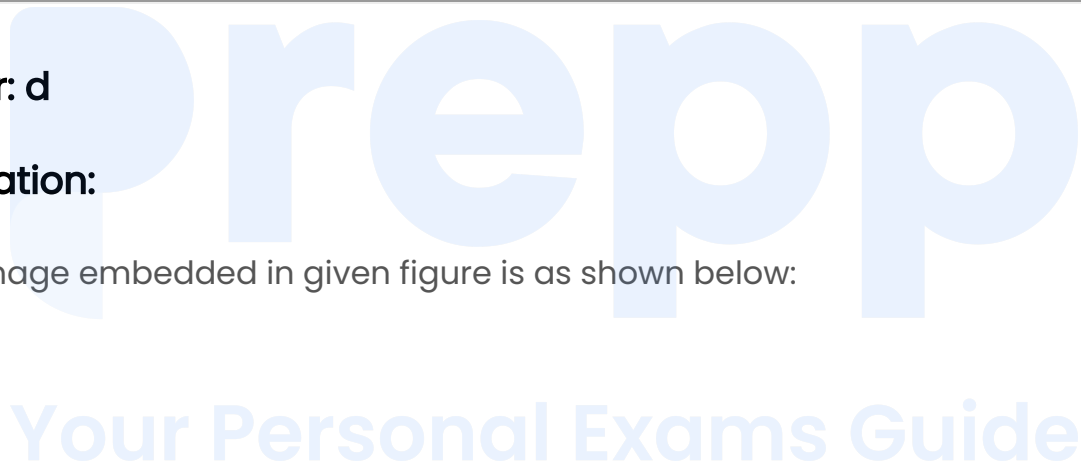 r: d
ation:
nage embedded in given figure is as shown below:
Prepp
Your Personal Exams Guide